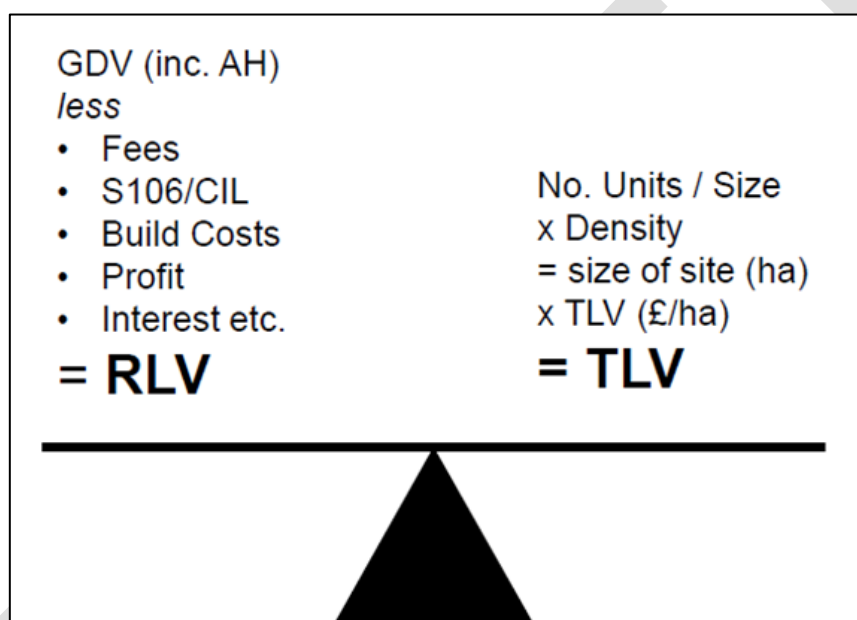 GDV (inc. AH)
less
• Fees
• S106/CIL
• Build Costs
• Profit
• Interest etc.
= RLV
No. Units / Size
x Density
= size of site (ha)
x TLV (£/ha)
= TLV